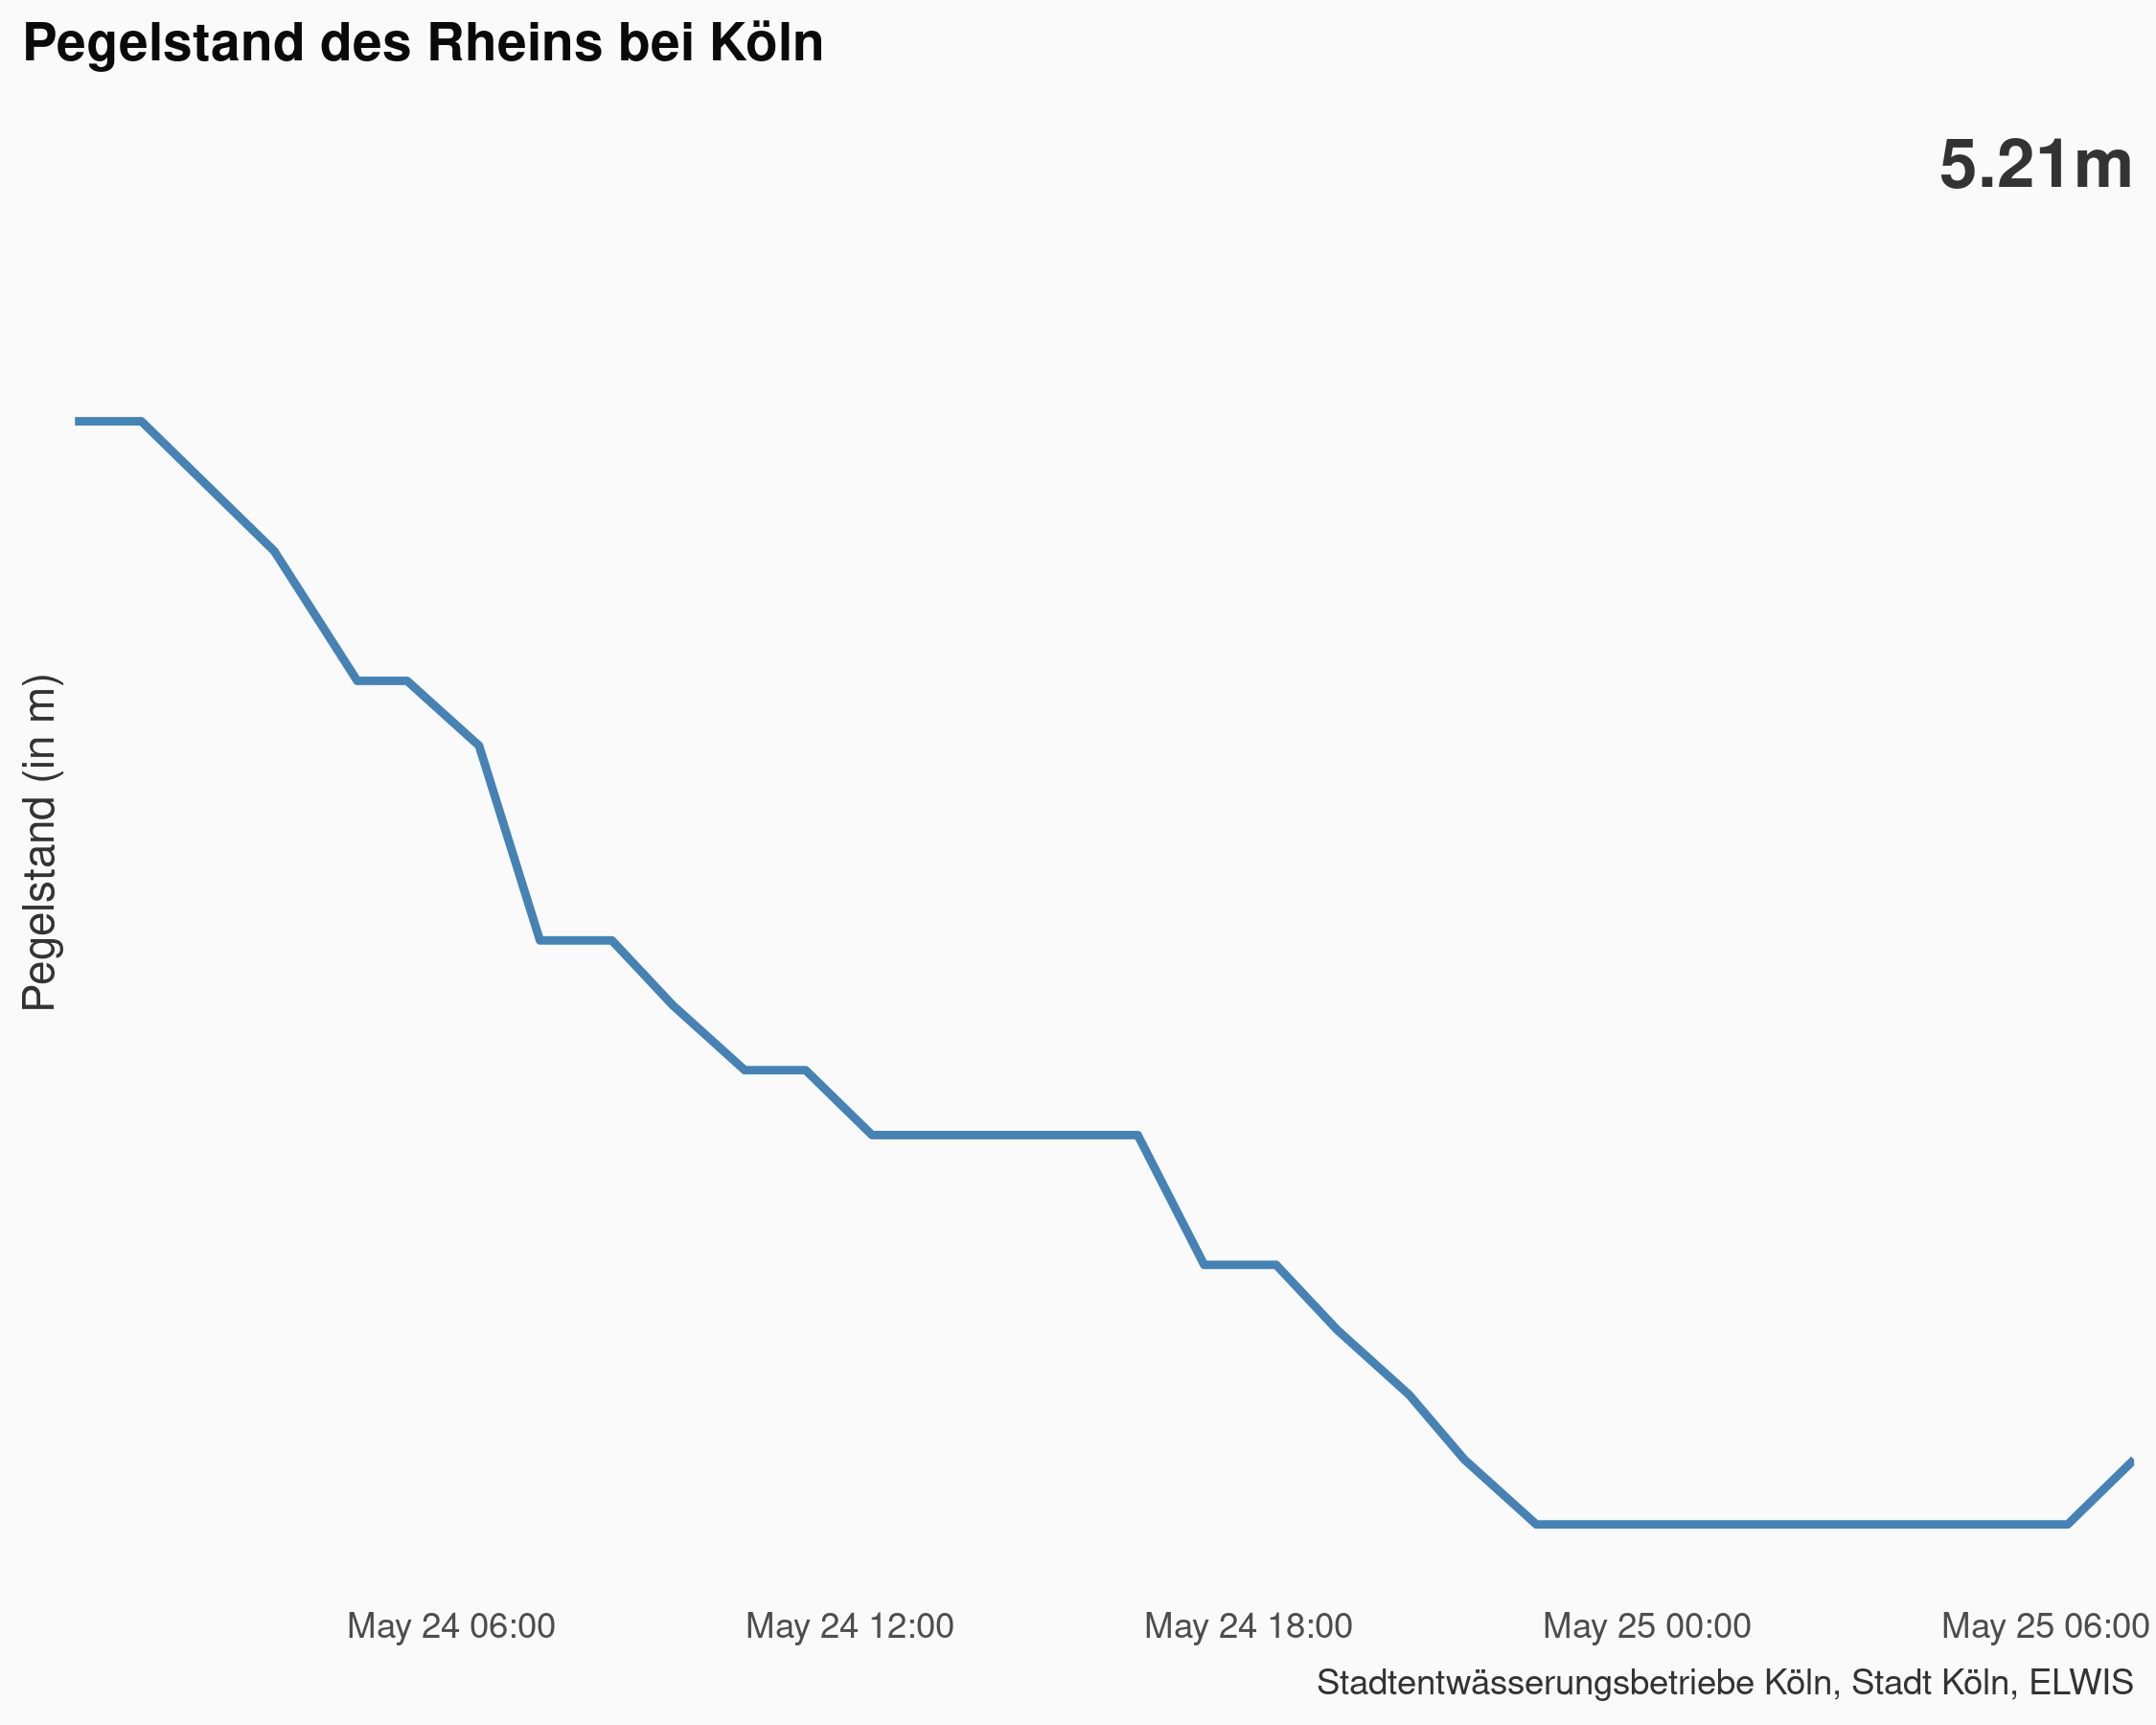 Pegelstand des Rheins bei Köln
5.21m
Pegelstand (in m)
May 24 06:00 May 24 12:00 May 24 18:00 May 25 00:00 May 25 06:00
Stadtentwässerungsbetriebe Köln, Stadt Köln, ELWIS